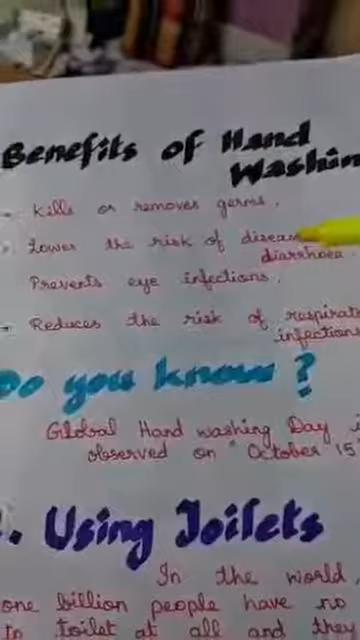 Benefits of Hand
Washin
Kills or removes germs.
Lower the risk of diseas
diarrhoea.
Prevents eye infections.
Reduces the risk of respirato
infections
Do you know?
Global Hand washing Day
observed on "October 15
. Using Toilets
In the world,
one billion people have no
to toilet at all and they